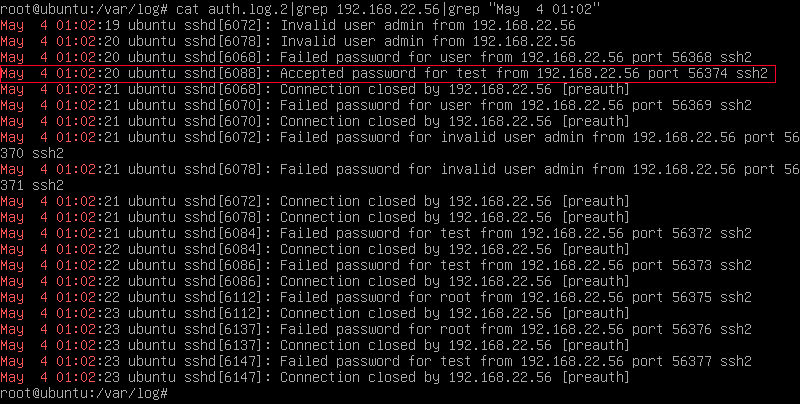 root@ubuntu:/var/log# cat auth.log.2|grep 192.168.22.56|grep "May  4 01:02"
May  4 01:02:19 ubuntu sshd[6072]: Invalid user admin from 192.168.22.56
May  4 01:02:20 ubuntu sshd[6078]: Invalid user admin from 192.168.22.56
May  4 01:02:20 ubuntu sshd[6068]: Failed password for user from 192.168.22.56 port 56368 ssh2
May  4 01:02:20 ubuntu sshd[6088]: Accepted password for test from 192.168.22.56 port 56374 ssh2
May  4 01:02:21 ubuntu sshd[6068]: Connection closed by 192.168.22.56 [preauth]
May  4 01:02:21 ubuntu sshd[6070]: Failed password for user from 192.168.22.56 port 56369 ssh2
May  4 01:02:21 ubuntu sshd[6070]: Connection closed by 192.168.22.56 [preauth]
May  4 01:02:21 ubuntu sshd[6072]: Failed password for invalid user admin from 192.168.22.56 port 56
370 ssh2
May  4 01:02:21 ubuntu sshd[6078]: Failed password for invalid user admin from 192.168.22.56 port 56
371 ssh2
May  4 01:02:21 ubuntu sshd[6072]: Connection closed by 192.168.22.56 [preauth]
May  4 01:02:21 ubuntu sshd[6078]: Connection closed by 192.168.22.56 [preauth]
May  4 01:02:21 ubuntu sshd[6084]: Failed password for test from 192.168.22.56 port 56372 ssh2
May  4 01:02:22 ubuntu sshd[6084]: Connection closed by 192.168.22.56 [preauth]
May  4 01:02:22 ubuntu sshd[6086]: Failed password for test from 192.168.22.56 port 56373 ssh2
May  4 01:02:22 ubuntu sshd[6086]: Connection closed by 192.168.22.56 [preauth]
May  4 01:02:23 ubuntu sshd[6112]: Failed password for root from 192.168.22.56 port 56375 ssh2
May  4 01:02:23 ubuntu sshd[6112]: Connection closed by 192.168.22.56 [preauth]
May  4 01:02:23 ubuntu sshd[6137]: Failed password for root from 192.168.22.56 port 56376 ssh2
May  4 01:02:23 ubuntu sshd[6137]: Connection closed by 192.168.22.56 [preauth]
May  4 01:02:23 ubuntu sshd[6147]: Failed password for test from 192.168.22.56 port 56377 ssh2
May  4 01:02:23 ubuntu sshd[6147]: Connection closed by 192.168.22.56 [preauth]
root@ubuntu:/var/log#